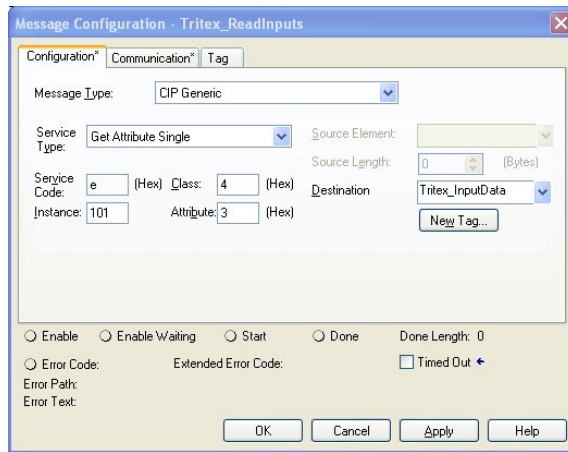 Message Configuration - Tritex_ReadInputs
Configuration* Communication* Tag
Message Type: CIP Generic
Service Type: Get Attribute Single Source Element:
Source Length: 0 (Bytes)
Service Code: e (Hex) Class: 4 (Hex) Destination Tritex_InputData
Instance: 101 Attribute: 3 (Hex) New Tag...
Enable Enable Waiting Start Done Done Length: 0
Error Code: Extended Error Code: Timed Out
Error Path:
Error Text:
OK Cancel Apply Help